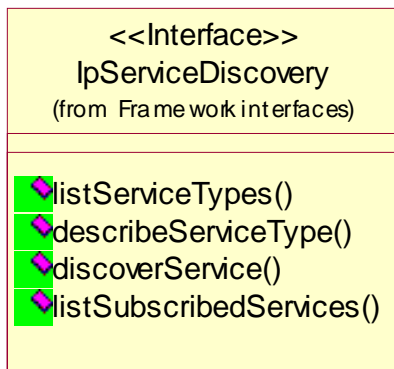 <<Interface>>
IpServiceDiscovery
(from Framework interfaces)
listServiceTypes()
describeServiceType()
discoverService()
listSubscribedServices()